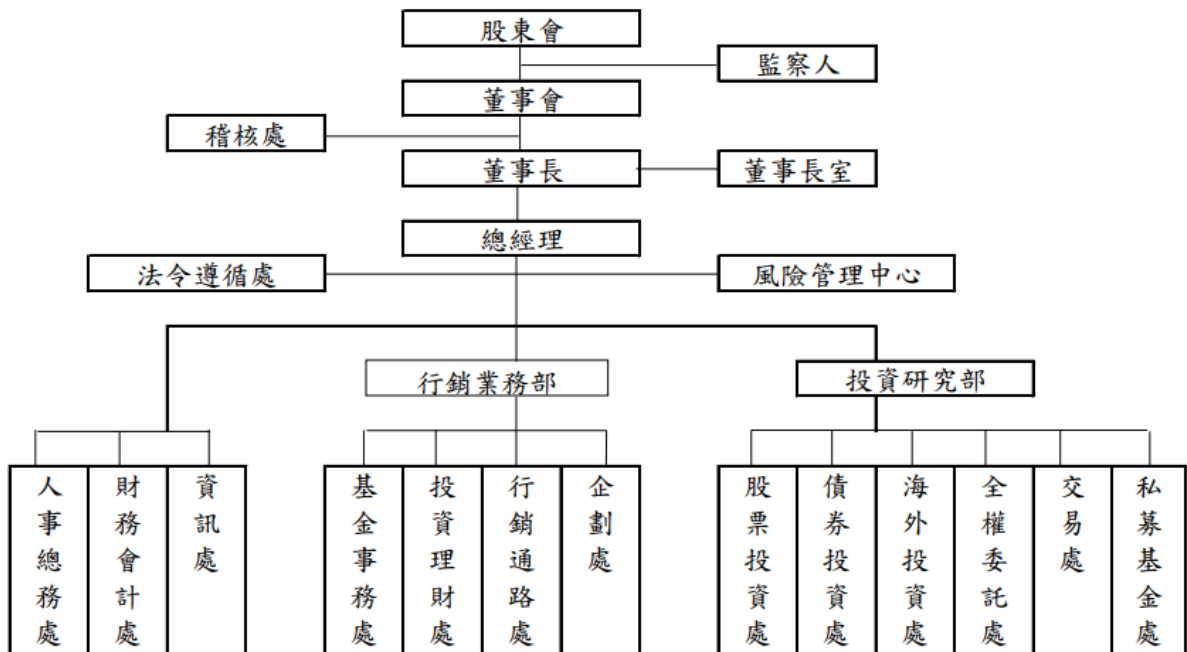 股東會
監察人
董事會
稽核處
董事長
董事長室
總經理
法令遵循處
風險管理中心
行銷業務部
投資研究部
人事總務處
財務會計處
資訊處
基金事務處
投資理財處
行銷通路處
企劃處
股票投資處
債券投資處
海外投資處
全權委託處
交易處
私募基金處